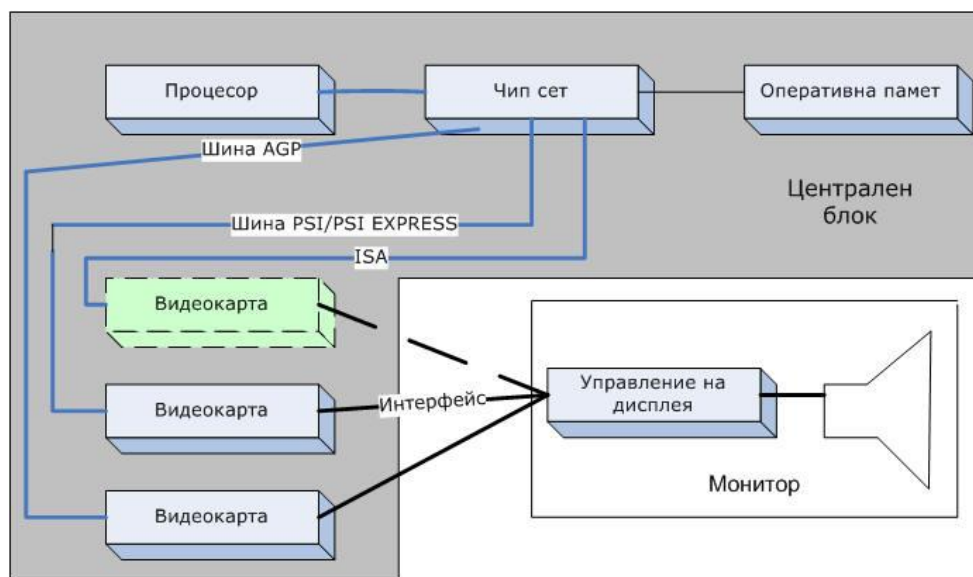 Процесор
Чип сет
Оперативна памет
Шина AGP
Централен
блок
Шина PSI/PSI EXPRESS
ISA
Видеокарта
Управление на
дисплея
Интерфейс
Видеокарта
Монитор
Видеокарта